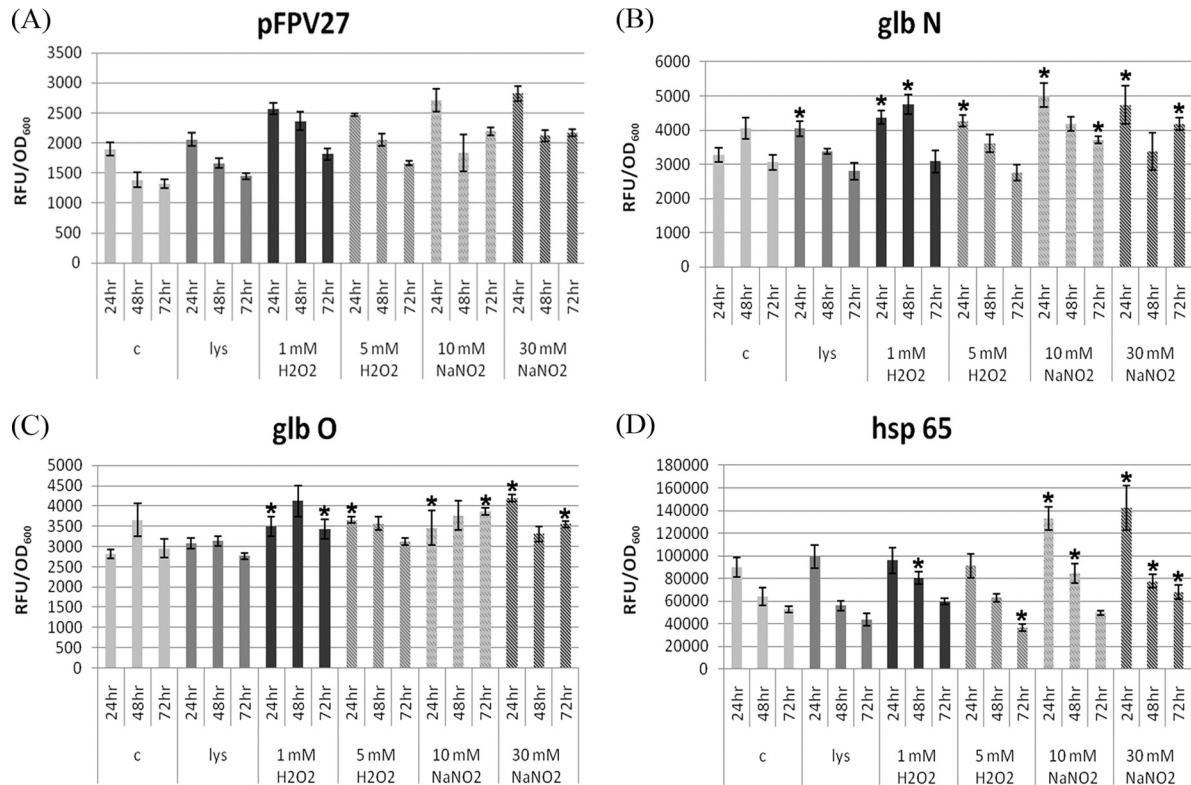 (A)
pFPV27
RFU/OD600
3500
3000
2500
2000
1500
1000
500
0
24hr 48hr 72hr 24hr 48hr 72hr 24hr 48hr 72hr 24hr 48hr 72hr 24hr 48hr 72hr 24hr 48hr 72hr
c lys 1 mM 5 mM 10 mM 30 mM
H2O2 H2O2 NaNO2 NaNO2
(B)
glb N
RFU/OD600
6000
5000
4000
3000
2000
1000
0
* * * * * * * *
24hr 48hr 72hr 24hr 48hr 72hr 24hr 48hr 72hr 24hr 48hr 72hr 24hr 48hr 72hr 24hr 48hr 72hr
c lys 1 mM 5 mM 10 mM 30 mM
H2O2 H2O2 NaNO2 NaNO2
(C)
glb O
RFU/OD600
5000
4500
4000
3500
3000
2500
2000
1500
1000
500
0
* * * * * * *
24hr 48hr 72hr 24hr 48hr 72hr 24hr 48hr 72hr 24hr 48hr 72hr 24hr 48hr 72hr 24hr 48hr 72hr
c lys 1 mM 5 mM 10 mM 30 mM
H2O2 H2O2 NaNO2 NaNO2
(D)
hsp 65
RFU/OD600
180000
160000
140000
120000
100000
80000
60000
40000
20000
0
* * * * * * *
24hr 48hr 72hr 24hr 48hr 72hr 24hr 48hr 72hr 24hr 48hr 72hr 24hr 48hr 72hr 24hr 48hr 72hr
c lys 1 mM 5 mM 10 mM 30 mM
H2O2 H2O2 NaNO2 NaNO2